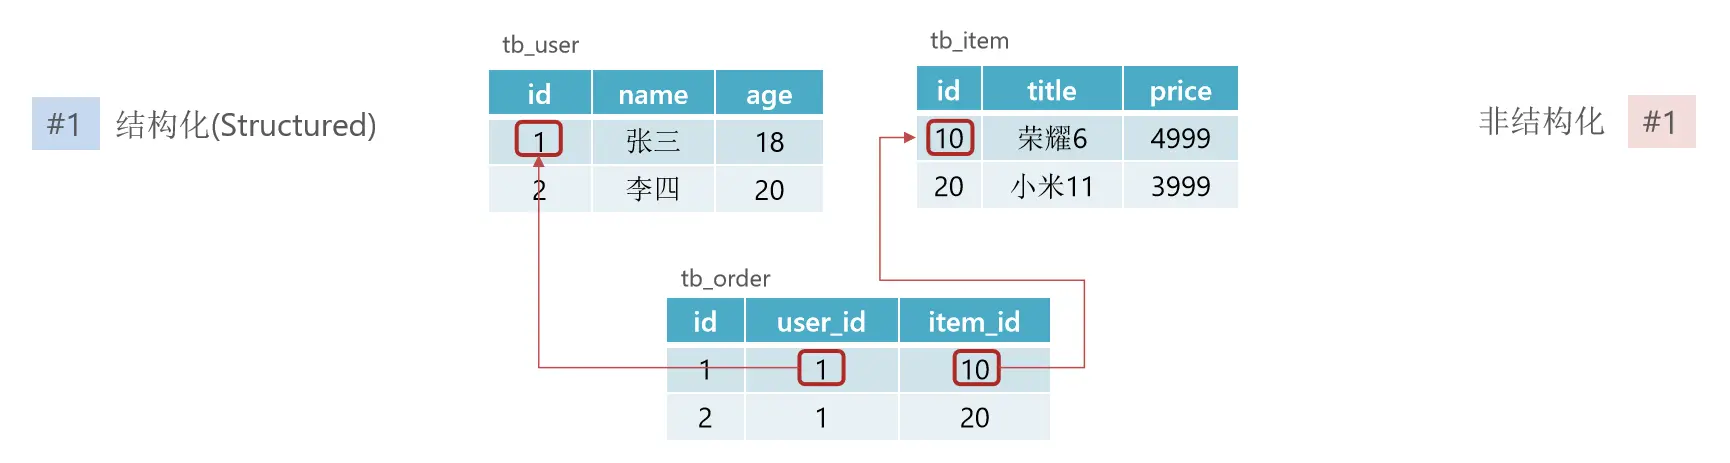 #1 结构化(Structured)
tb_user
id name age
1 张三 18
2 李四 20
tb_item
id title price
10 荣耀6 4999
20 小米11 3999
非结构化 #1
tb_order
id user_id item_id
1 1 10
2 1 20